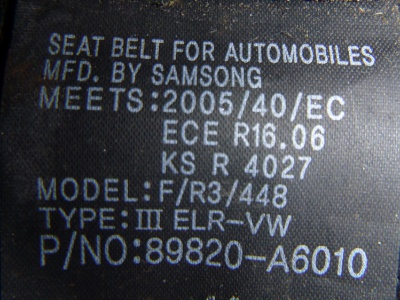 SEAT BELT FOR AUTOMOBILES
MFD. BY SAMSONG
MEETS:2005/40/EC
ECE R16.06
KS R 4027
MODEL:F/R3/448
TYPE:III ELR-VW
P/NO:89820-A6010